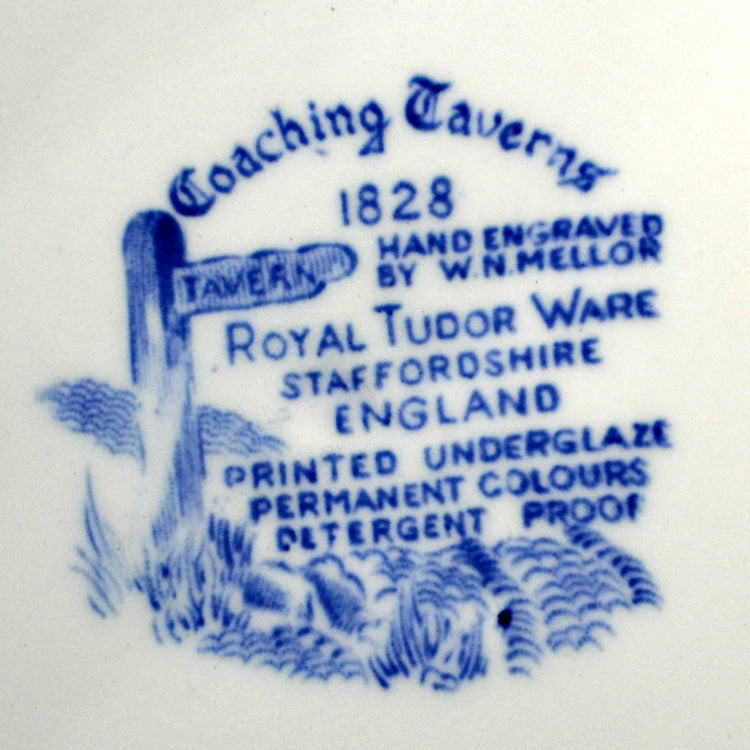 Coaching Taverns
1828
HAND ENGRAVED
BY W.N.MELLOR
TAVERN
ROYAL TUDOR WARE
STAFFORDSHIRE
ENGLAND
PRINTED UNDERGLAZE
PERMANENT COLOURS
DETERGENT PROOF